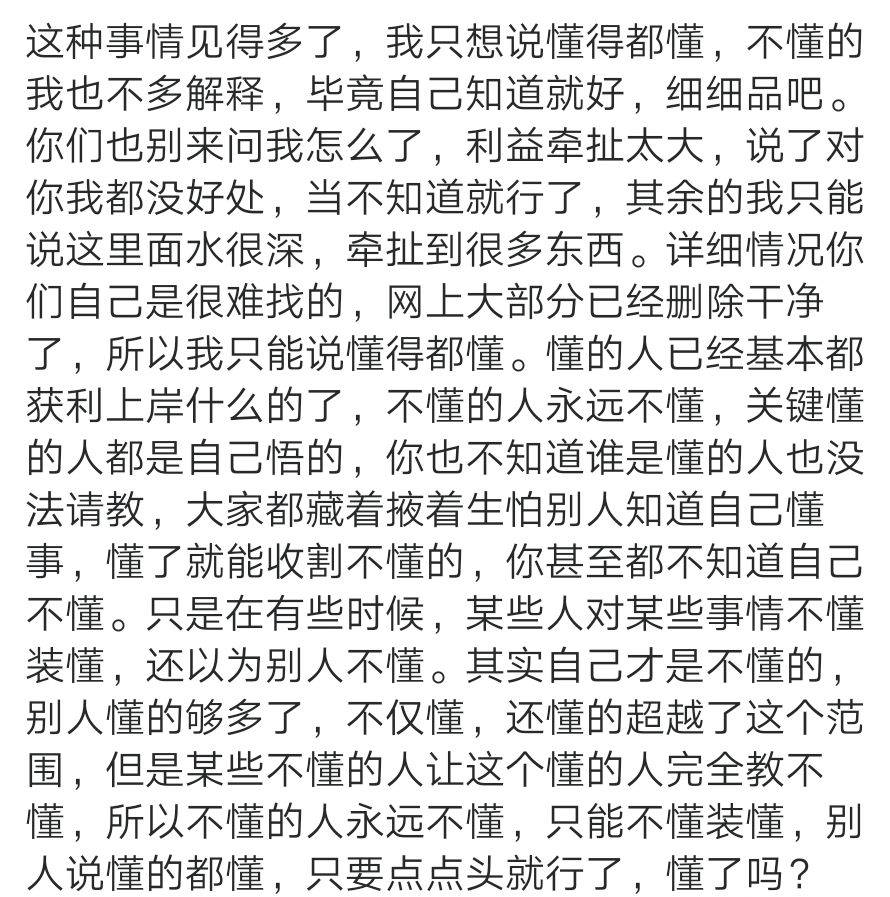 这种事情见得多了，我只想说懂得都懂，不懂的
我也不多解释，毕竟自己知道就好，细细品吧。
你们也别来问我怎么了，利益牵扯太大，说了对
你我都没好处，当不知道就行了，其余的我只能
说这里面水很深，牵扯到很多东西。详细情况你
们自己是很难找的，网上大部分已经删除干净
了，所以我只能说懂得都懂。懂的人已经基本都
获利上岸什么的了，不懂的人永远不懂，关键懂
的人都是自己悟的，你也不知道谁是懂的人也没
法请教，大家都藏着掖着生怕别人知道自己懂
事，懂了就能收割不懂的，你甚至都不知道自己
不懂。只是在有些时候，某些人对某些事情不懂
装懂，还以为别人不懂。其实自己才是不懂的，
别人懂的够多了，不仅懂，还懂的超越了这个范
围，但是某些不懂的人让这个懂的人完全教不
懂，所以不懂的人永远不懂，只能不懂装懂，别
人说懂的都懂，只要点点头就行了，懂了吗？